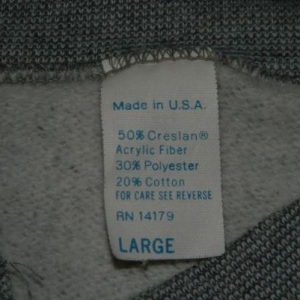 Made in U.S.A.
50% Creslan®
Acrylic Fiber
30% Polyester
20% Cotton
FOR CARE SEE REVERSE
RN 14179
LARGE